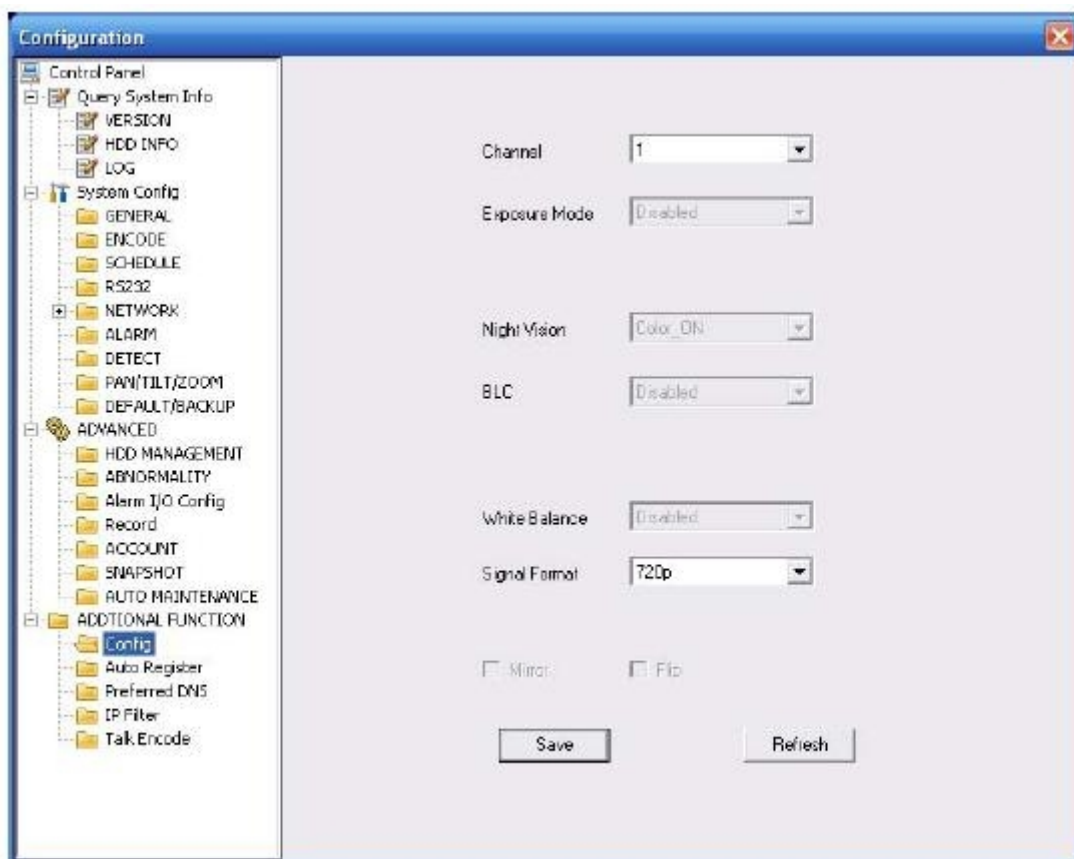 Configuration
Control Panel
Query System Info
VERSION
HDD INFO
LOG
System Config
GENERAL
ENCODE
SCHEDULE
RS232
NETWORK
ALARM
DETECT
PAN/TILT/ZOOM
DEFAULT/BACKUP
ADVANCED
HDD MANAGEMENT
ABNORMALITY
Alarm I/O Config
Record
ACCOUNT
SNAPSHOT
AUTO MAINTENANCE
ADDTIONAL FUNCTION
Config
Auto Register
Preferred DNS
IP Filter
Talk Encode
Channel 1
Exposure Mode Disabled
Night Vision Color_ON
BLC Disabled
White Balance Disabled
Signal Format 720p
Mirror Flip
Save Refresh